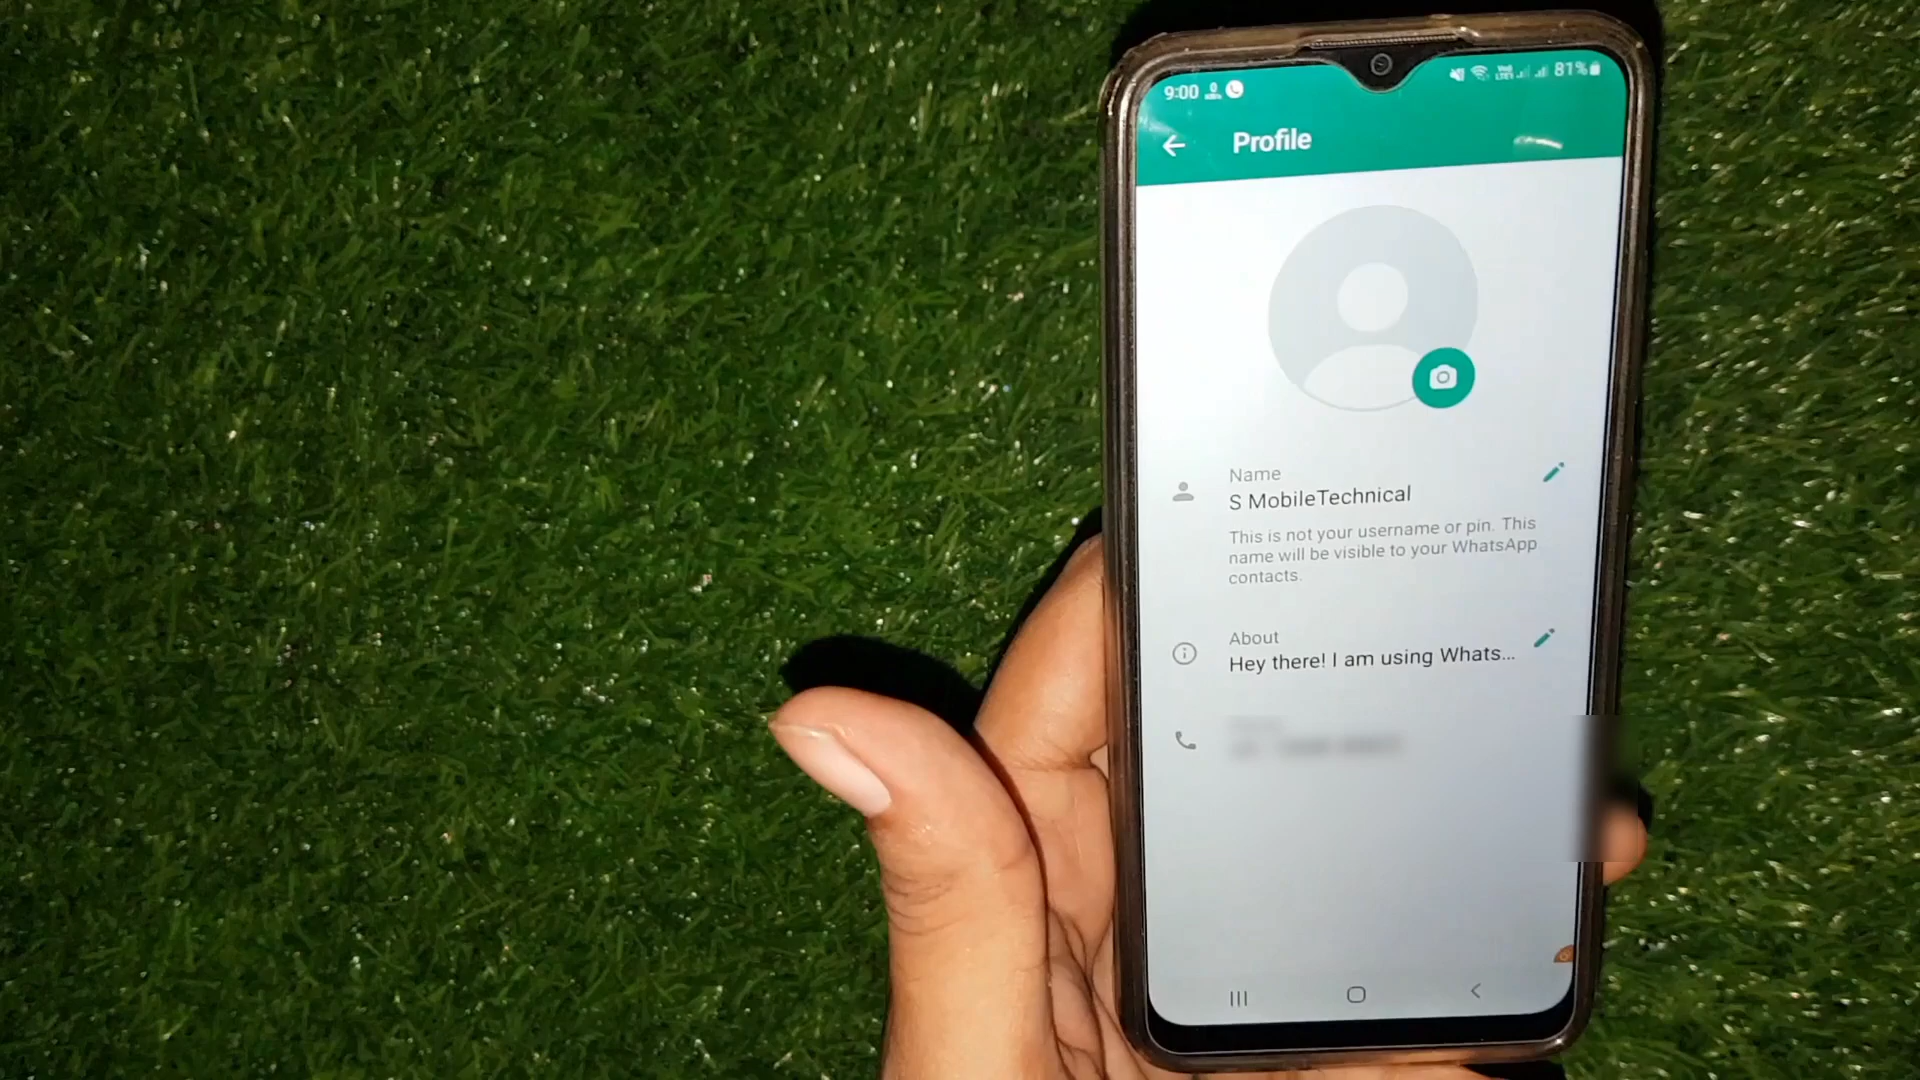 9:00
81%
Profile
Name
S MobileTechnical
This is not your username or pin. This
name will be visible to your WhatsApp
contacts.
About
Hey there! I am using Whats...